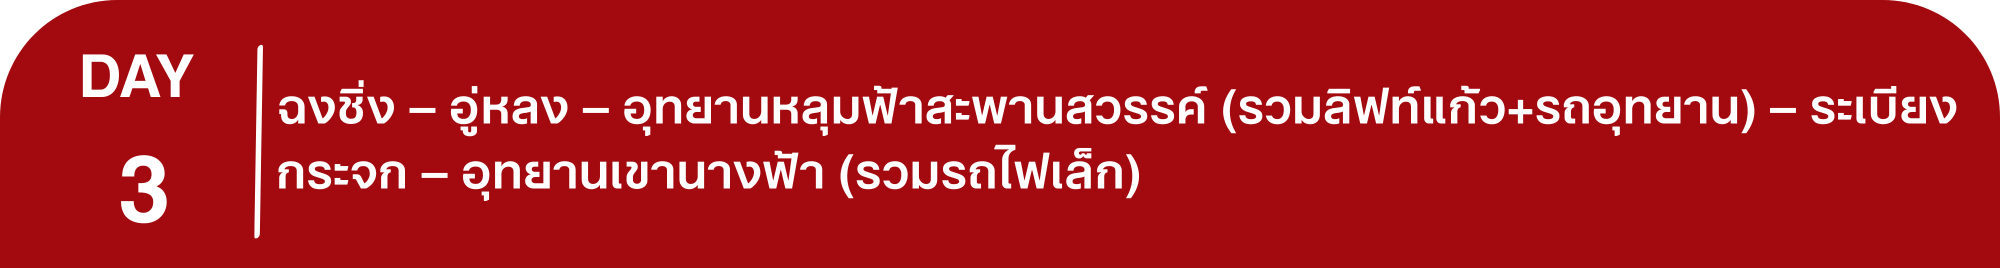 DAY
3
ฉงชิ่ง – อู่หลง – อุทยานหลุมฟ้าสะพานสวรรค์ (รวมลิฟท์แก้ว+รถอุทยาน) – ระเบียง
กระจก – อุทยานเขานางฟ้า (รวมรถไฟเล็ก)